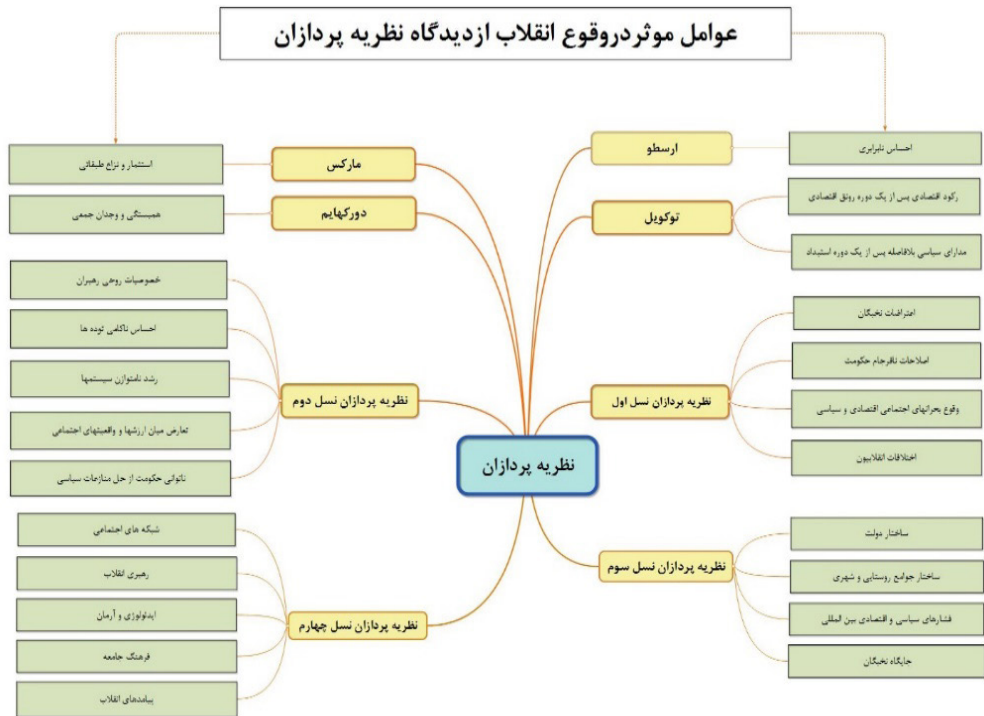 عوامل موثردروقوع انقلاب ازدیدگاه نظریه پردازان
ارسطو
احساس نابرابری
توکویل
رکود اقتصادی پس از یک دوره رونق اقتصادی
مدارای سیاسی بلافاصله پس از یک دوره استبداد
نظریه پردازان نسل اول
اعتراضات نخبگان
اصلاحات نافرجام حکومت
وقوع بحرانهای اجتماعی اقتصادی و سیاسی
اختلافات انقلابیون
نظریه پردازان نسل سوم
ساختار دولت
ساختار جوامع روستایی و شهری
فشارهای سیاسی و اقتصادی بین المللی
جایگاه نخبگان
نظریه پردازان
مارکس
استثمار و نزاع طبقاتی
دورکهایم
همبستگی و وجدان جمعی
نظریه پردازان نسل دوم
خصوصیات روحی رهبران
احساس ناکامی توده ها
رشد نامتوازن سیستمها
تعارض میان ارزشها و واقعیتهای اجتماعی
ناتوانی حکومت از حل منازعات سیاسی
نظریه پردازان نسل چهارم
شبکه های اجتماعی
رهبری انقلاب
ایدئولوژی و آرمان
فرهنگ جامعه
پیامدهای انقلاب